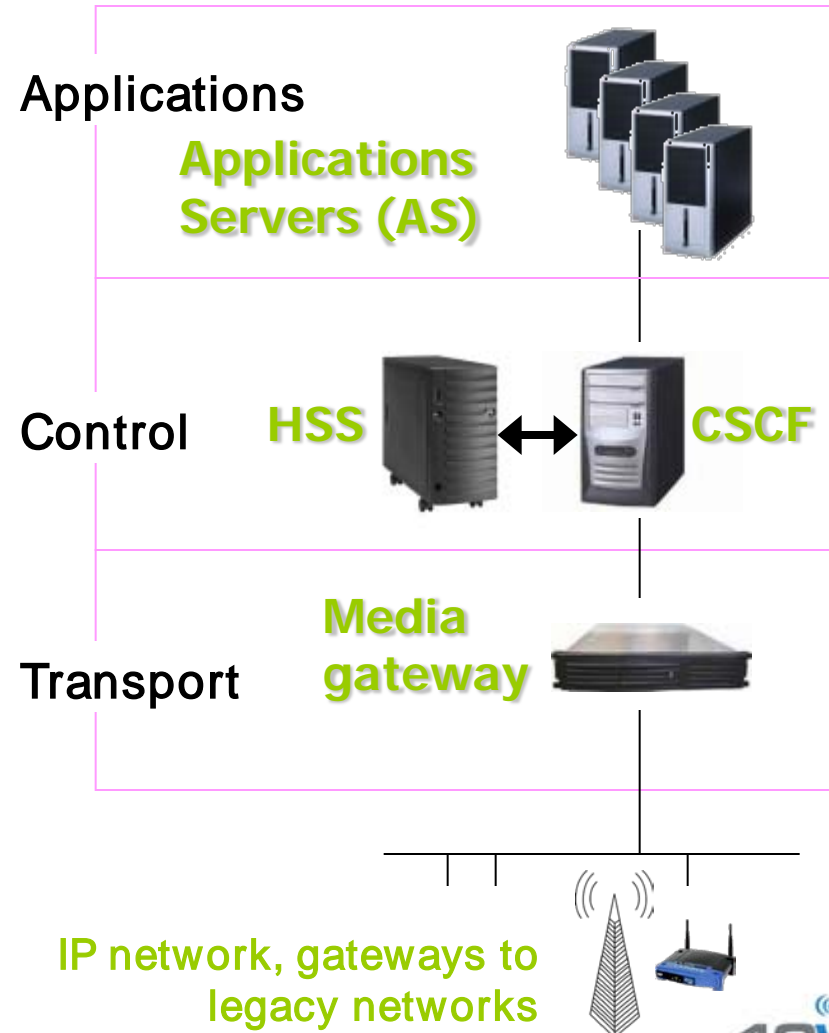 Applications
Applications
Servers (AS)
Control
HSS
CSCF
Media
gateway
Transport
IP network, gateways to
legacy networks